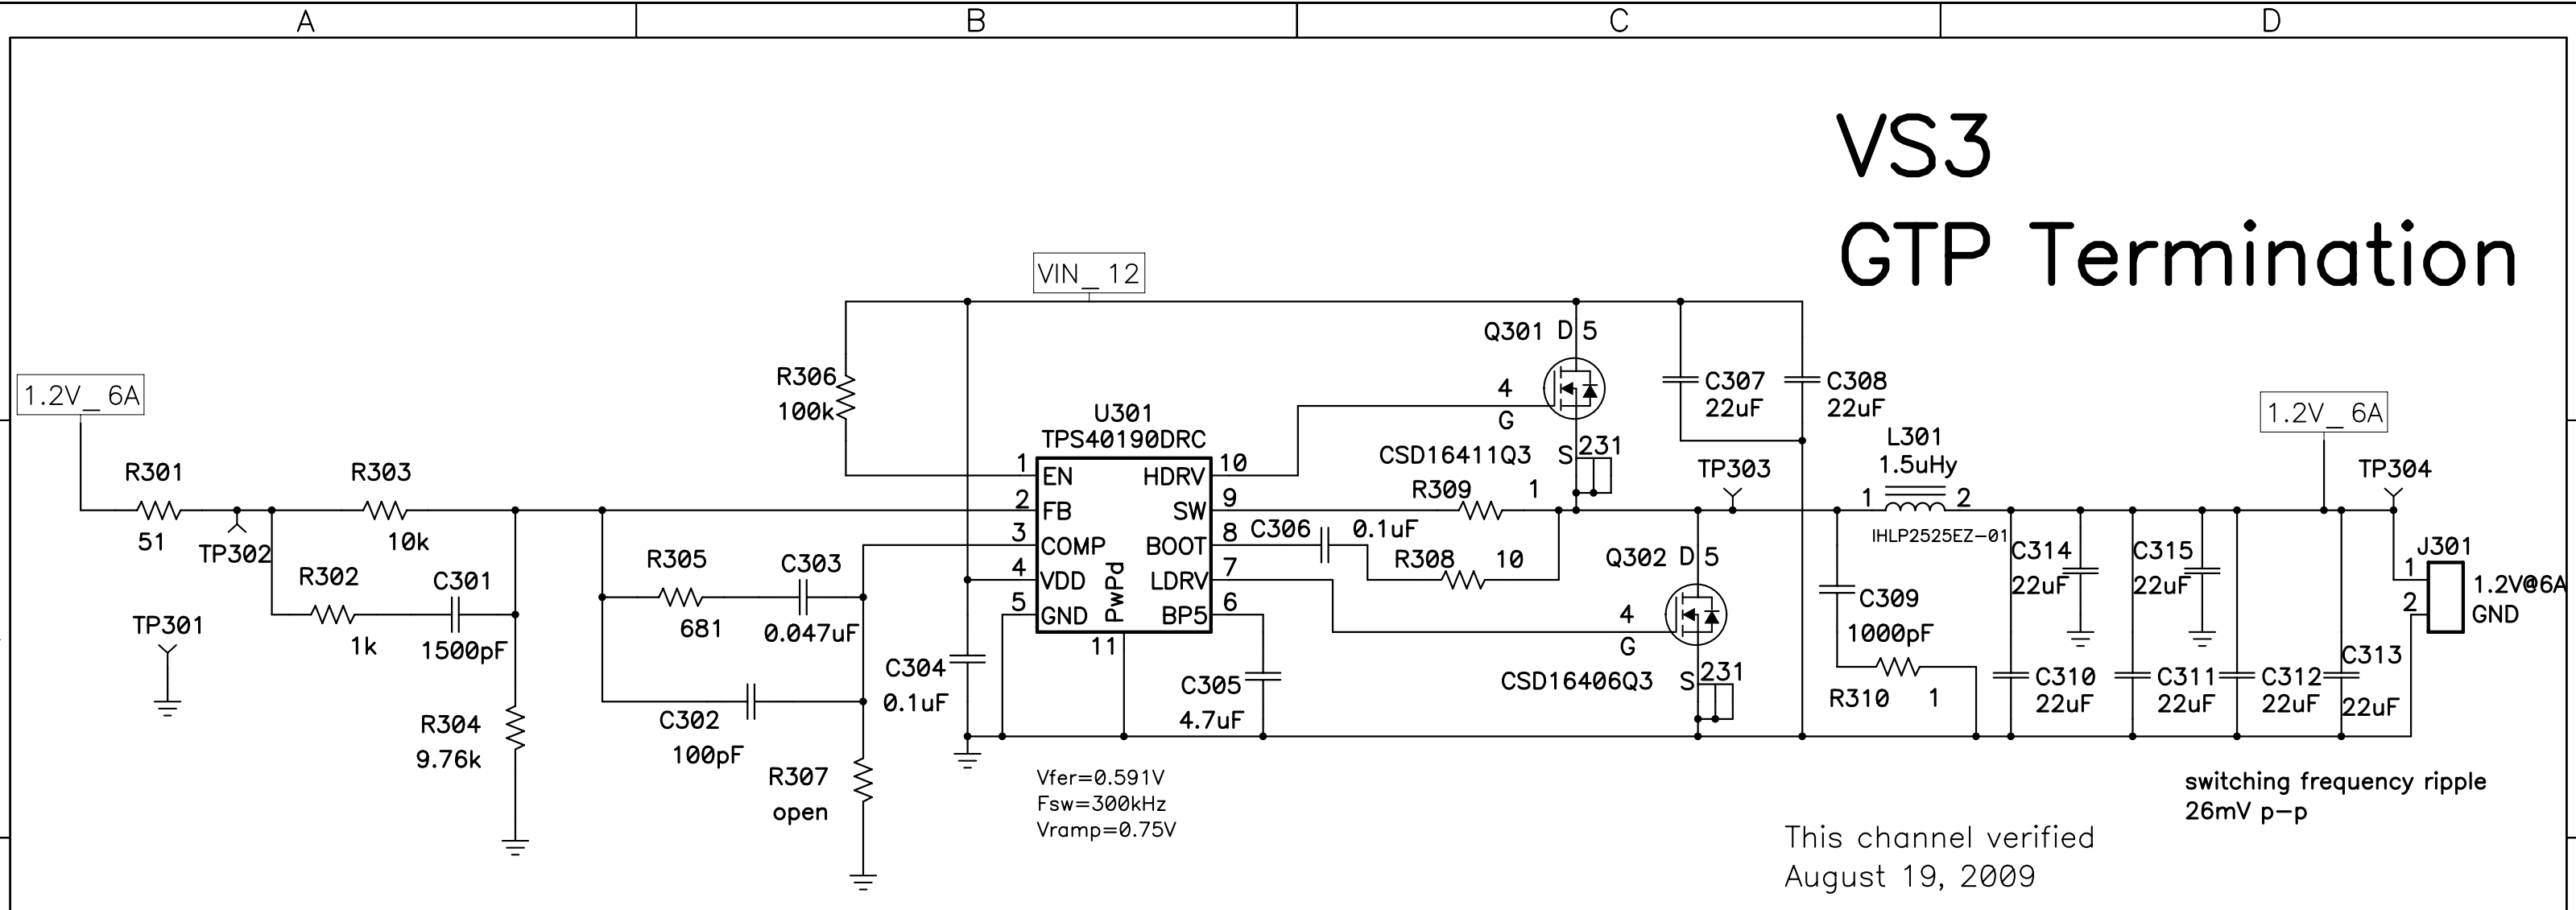 A
B
C
D
VS3
GTP Termination
VIN_12
1.2V_6A
R301
51
TP302
R303
10k
R302
1k
C301
1500pF
TP301
R304
9.76k
R305
681
C303
0.047uF
C302
100pF
R306
100k
R307
open
C304
0.1uF
U301
TPS40190DRC
1 EN
2 FB
3 COMP
4 VDD
5 GND
PwPd
11
HDRV 10
SW 9
BOOT 8
LDRV 7
BP5 6
C305
4.7uF
Vfer=0.591V
Fsw=300kHz
Vramp=0.75V
Q301 D 5
4
G
CSD16411Q3 S 231
R309 1
C306 0.1uF
R308 10
Q302 D 5
4
G
CSD16406Q3 S 231
C307
22uF
C308
22uF
TP303
L301
1.5uHy
1 2
IHLP2525EZ-01
C309
1000pF
R310 1
C314
22uF
C315
22uF
C310
22uF
C311
22uF
C312
22uF
C313
22uF
1.2V_6A
TP304
J301
1 1.2V@6A
2 GND
switching frequency ripple
26mV p-p
This channel verified
August 19, 2009